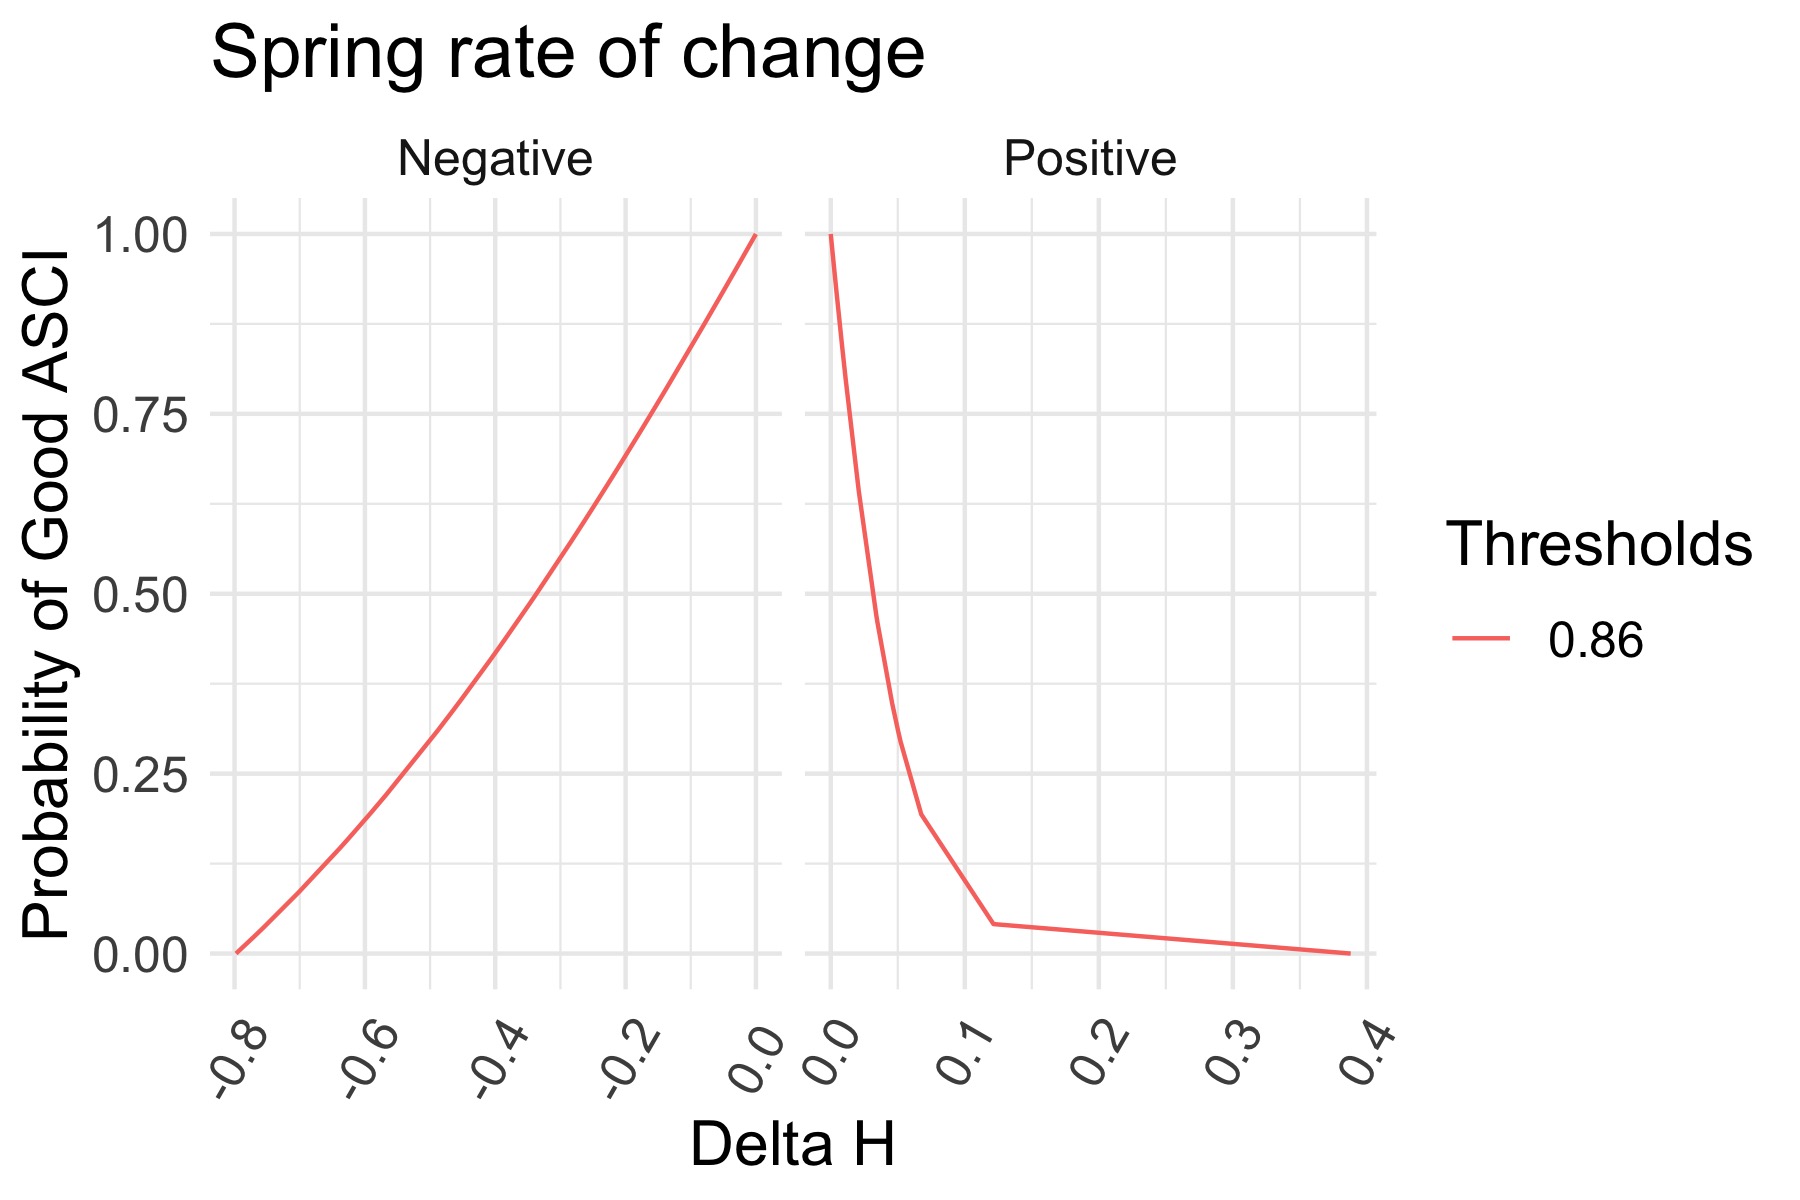 Spring rate of change
Negative
Positive
Probability of Good ASCI
1.00
0.75
0.50
0.25
0.00
-0.8
-0.6
-0.4
-0.2
0.0
0.0
0.1
0.2
0.3
0.4
Delta H
Thresholds
0.86